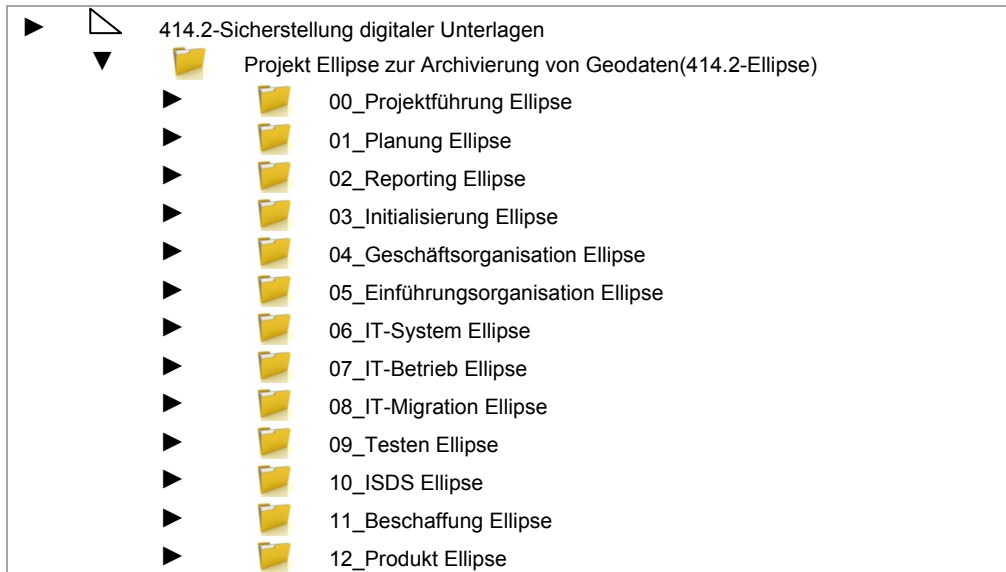 414.2-Sicherstellung digitaler Unterlagen
Projekt Ellipse zur Archivierung von Geodaten(414.2-Ellipse)
00_Projektführung Ellipse
01_Planung Ellipse
02_Reporting Ellipse
03_Initialisierung Ellipse
04_Geschäftsorganisation Ellipse
05_Einführungsorganisation Ellipse
06_IT-System Ellipse
07_IT-Betrieb Ellipse
08_IT-Migration Ellipse
09_Testen Ellipse
10_ISDS Ellipse
11_Beschaffung Ellipse
12_Produkt Ellipse